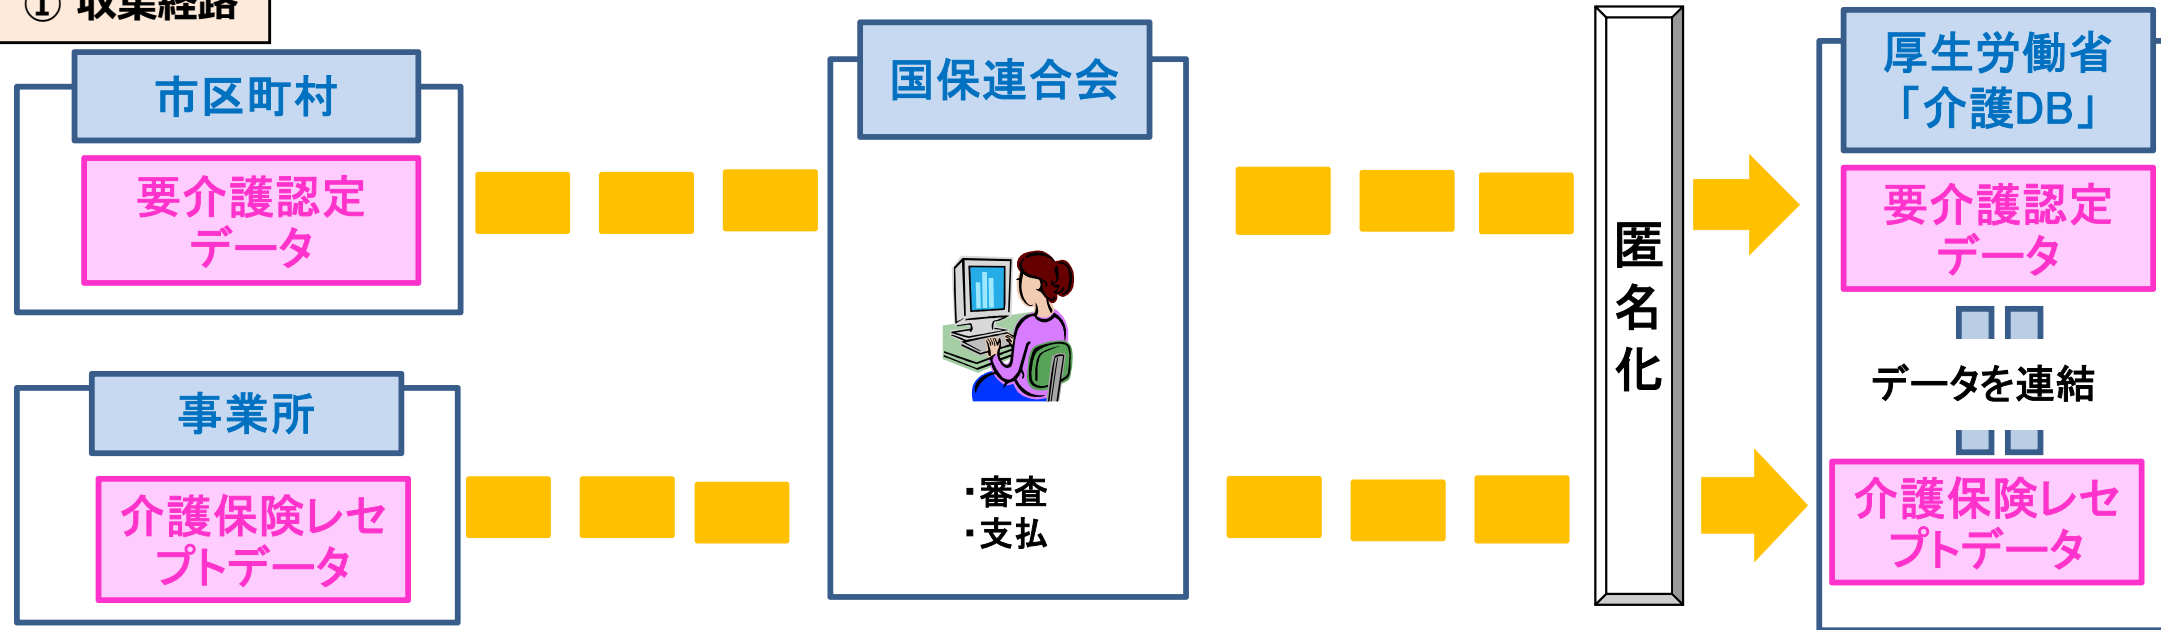 ① 収集経路
市区町村
要介護認定
データ
事業所
介護保険レセ
プトデータ
国保連合会
・審査
・支払
匿名化
厚生労働省
「介護DB」
要介護認定
データ
データを連結
介護保険レセ
プトデータ